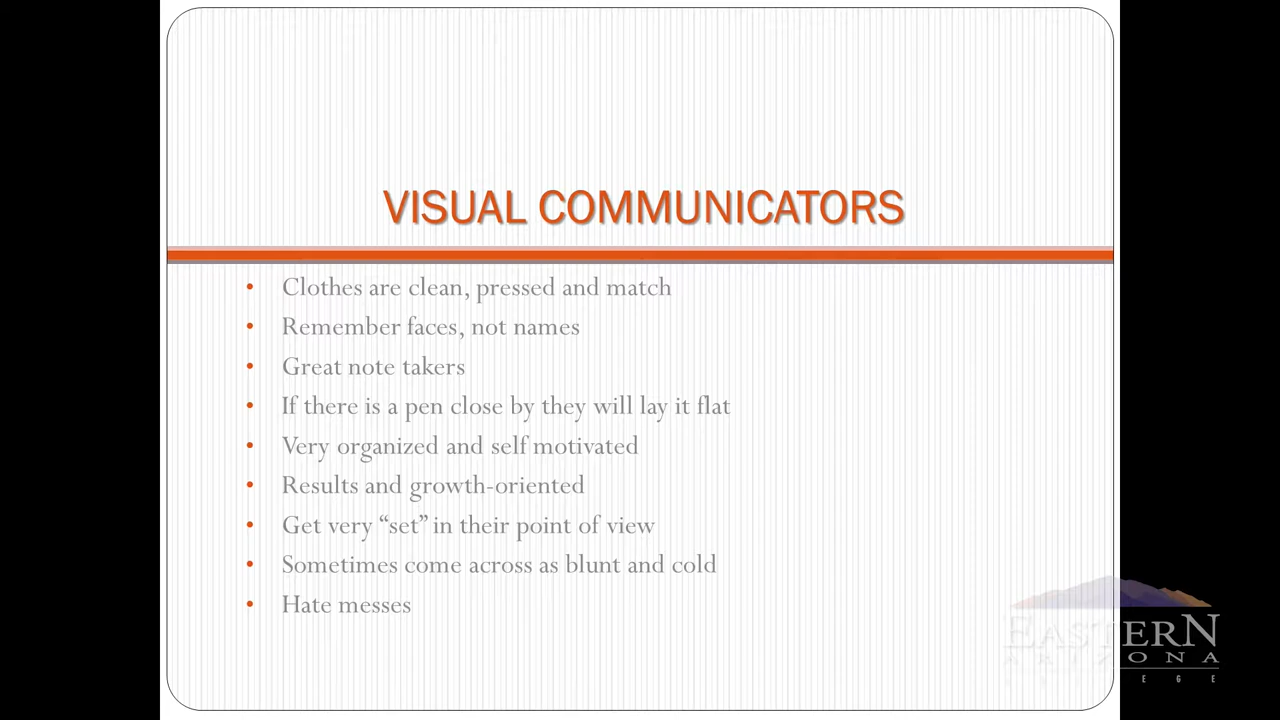 VISUAL COMMUNICATORS
• Clothes are clean, pressed and match
• Remember faces, not names
• Great note takers
• If there is a pen close by they will lay it flat
• Very organized and self motivated
• Results and growth-oriented
• Get very “set” in their point of view
• Sometimes come across as blunt and cold
• Hate messes
EASTERN
ARIZONA